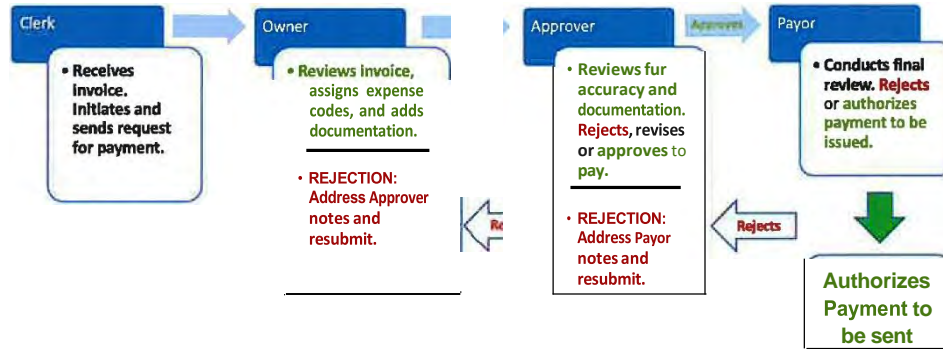 Clerk
• Receives
invoice.
Initiates and
sends request
for payment.
Owner
• Reviews invoice,
assigns expense
codes, and adds
documentation.
• REJECTION:
Address Approver
notes and
resubmit.
Approver
• Reviews fur
accuracy and
documentation.
Rejects, revises
or approves to
pay.
• REJECTION:
Address Payor
notes and
resubmit.
Approves
Rejects
Payor
• Conducts final
review. Rejects
or authorizes
payment to be
issued.
Authorizes
Payment to
be sent